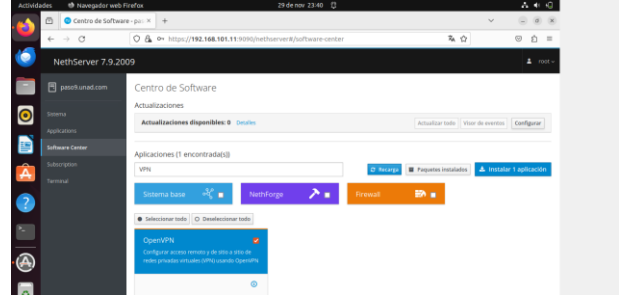 Actividades
Navegador web Firefox
29 de nov 23:40
Centro de Software - pas
https://192.168.101.11:9090/nethserver#/software-center
NethServer 7.9.2009
root
paso9.unad.com
Sistema
Applications
Software Center
Subscription
Terminal
Centro de Software
Actualizaciones
Actualizaciones disponibles: 0 Detalles
Actualizar todo
Visor de eventos
Configurar
Aplicaciones (1 encontrada(s))
VPN
Recarga
Paquetes instalados
Instalar 1 aplicación
Sistema base
NethForge
Firewall
Seleccionar todo
Deseleccionar todo
OpenVPN
Configurar acceso remoto y de sitio a sitio de
redes privadas virtuales (VPN) usando OpenVPN